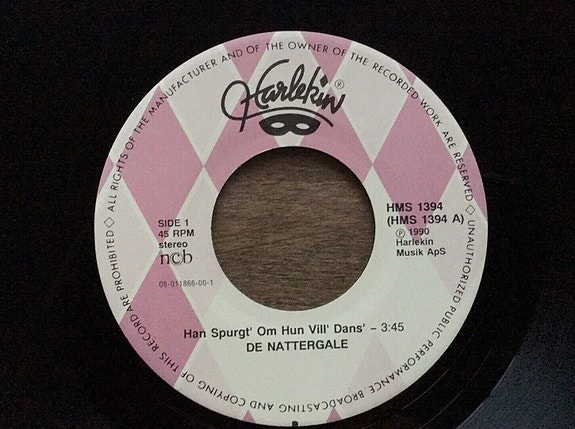 ALL RIGHTS OF THE MANUFACTURER AND OF THE OWNER OF THE RECORDED WORK ARE RESERVED ◇ UNAUTHORIZED PUBLIC PERFORMANCE, BROADCASTING AND COPYING OF THIS RECORD ARE PROHIBITED ◇
Harlekin ℗
SIDE 1
45 RPM
stereo
ncb
08-011866-00-1
HMS 1394
(HMS 1394 A)
℗ 1990
Harlekin
Musik ApS
Han Spurgt' Om Hun Vill' Dans' – 3:45
DE NATTERGALE